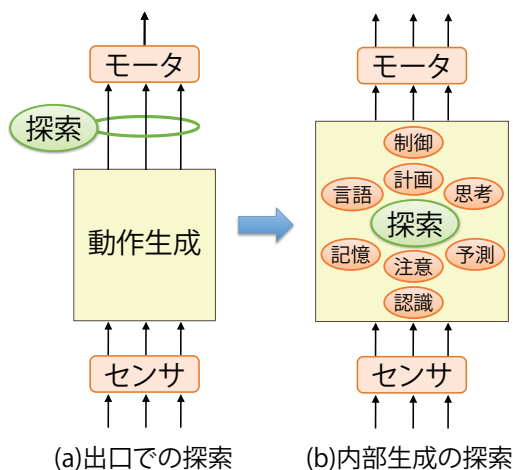 モータ
探索
動作生成
センサ
(a)出口での探索
モータ
制御
計画
言語
思考
探索
記憶
予測
注意
認識
センサ
(b)内部生成の探索